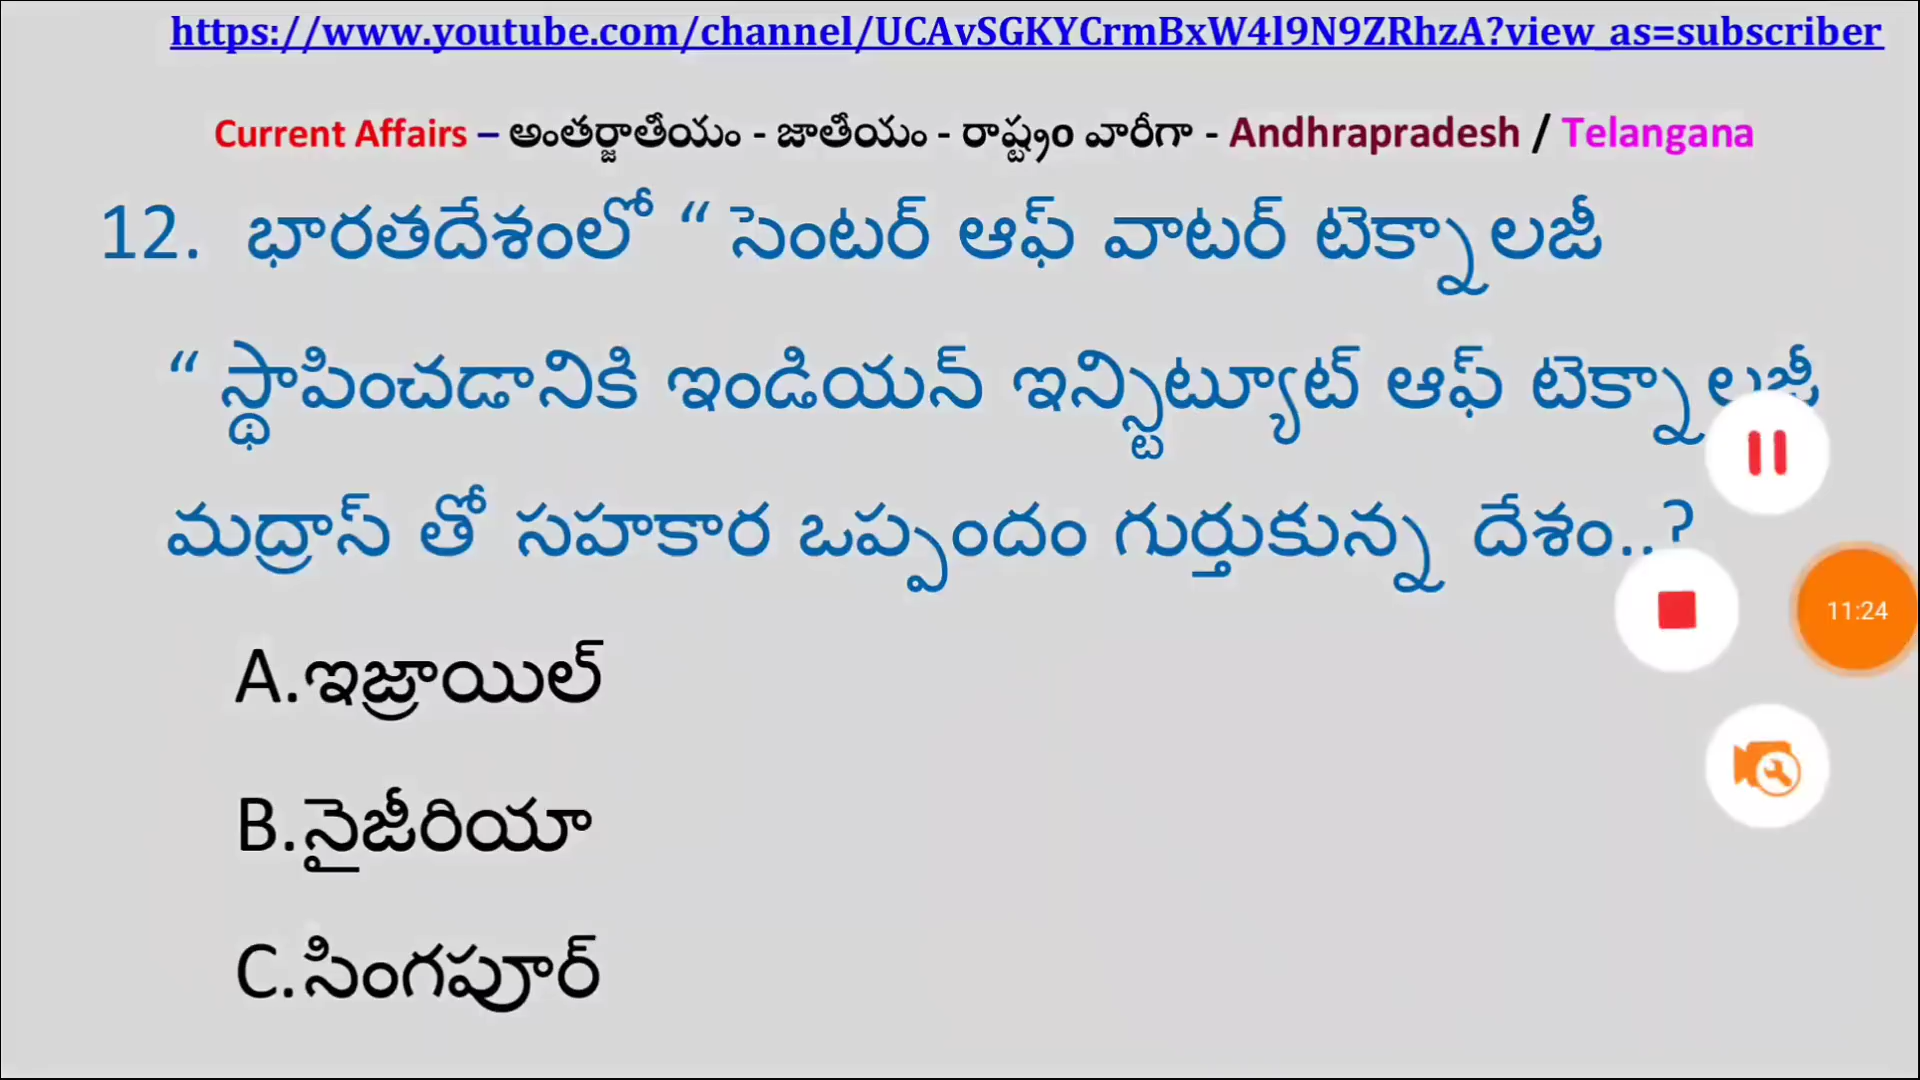 https://www.youtube.com/channel/UCAvSGKYCrmBxW4l9N9ZRhzA?view_as=subscriber
Current Affairs – అంతర్జాతీయం - జాతీయం - రాష్ట్రం వారీగా - Andhrapradesh / Telangana
12. భారతదేశంలో “ సెంటర్ ఆఫ్ వాటర్ టెక్నాలజీ
“ స్థాపించడానికి ఇండియన్ ఇన్స్టిట్యూట్ ఆఫ్ టెక్నాలజీ
మద్రాస్ తో సహకార ఒప్పందం గుర్తుకున్న దేశం..?
11:24
A.ఇజ్రాయిల్
B.నైజీరియా
C.సింగపూర్